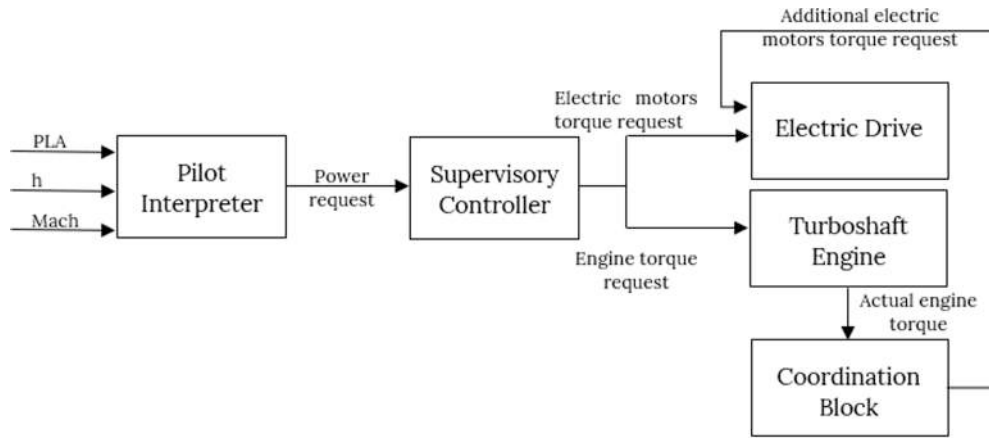 Additional electric
motors torque request
Electric motors
torque request
Electric Drive
PLA
h
Mach
Pilot
Interpreter
Power
request
Supervisory
Controller
Engine torque
request
Turboshaft
Engine
Actual engine
torque
Coordination
Block